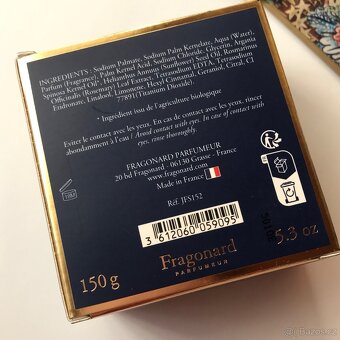 INGREDIENTS : Sodium Palmate, Sodium Palm Kernelate, Aqua (Water),
Parfum (Fragrance), Palm Kernel Acid, Sodium Chloride, Glycerin, Argania
Spinosa Kernel Oil*, Helianthus Annuus (Sunflower) Seed Oil, Rosmarinus
Officinalis (Rosemary) Leaf Extract, Tetrasodium EDTA, Tetrasodium
Etidronate, Linalool, Limonene, Hexyl Cinnamal, Geraniol, Citral, CI
77891(Titanium Dioxide).
* Ingrédient issu de l'agriculture biologique
Eviter le contact avec les yeux. En cas de contact avec les yeux, rincer
abondamment à l'eau / Avoid contact with eyes. In case of contact with
eyes, rinse thoroughly.
FRAGONARD PARFUMEUR
20 bd Fragonard - 06130 Grasse - France
www.fragonard.com
Made in France
Réf. JFS152
3 612060 059095
Fragonard
PARFUMEUR
150 g
5.3 oz